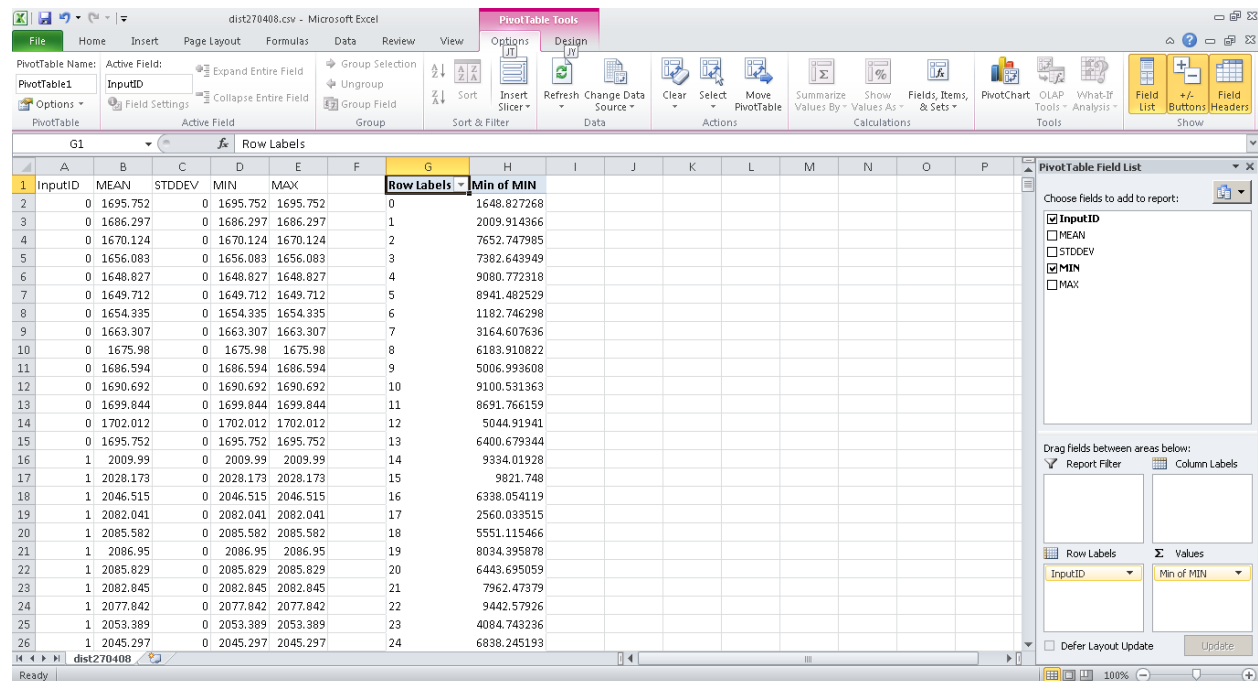 dist270408.csv - Microsoft Excel
PivotTable Tools
File Home Insert Page Layout Formulas Data Review View Options Design
JT JY
PivotTable Name: Active Field:
PivotTable1 InputID
Options Field Settings
Expand Entire Field
Collapse Entire Field
Group Selection
Ungroup
Group Field
Sort
Insert Slicer
Refresh Change Data Source
Clear Select Move PivotTable
Summarize Values By Show Values As Fields, Items, & Sets
PivotChart OLAP Tools What-If Analysis
Field List +/- Buttons Field Headers
PivotTable Active Field Group Sort & Filter Data Actions Calculations Tools Show
G1 fx Row Labels
A B C D E F G H I J K L M N O P
1 InputID MEAN STDDEV MIN MAX Row Labels Min of MIN
2 0 1695.752 0 1695.752 1695.752 0 1648.827268
3 0 1686.297 0 1686.297 1686.297 1 2009.914366
4 0 1670.124 0 1670.124 1670.124 2 7652.747985
5 0 1656.083 0 1656.083 1656.083 3 7382.643949
6 0 1648.827 0 1648.827 1648.827 4 9080.772318
7 0 1649.712 0 1649.712 1649.712 5 8941.482529
8 0 1654.335 0 1654.335 1654.335 6 1182.746298
9 0 1663.307 0 1663.307 1663.307 7 3164.607636
10 0 1675.98 0 1675.98 1675.98 8 6183.910822
11 0 1686.594 0 1686.594 1686.594 9 5006.993608
12 0 1690.692 0 1690.692 1690.692 10 9100.531363
13 0 1699.844 0 1699.844 1699.844 11 8691.766159
14 0 1702.012 0 1702.012 1702.012 12 5044.91941
15 0 1695.752 0 1695.752 1695.752 13 6400.679344
16 1 2009.99 0 2009.99 2009.99 14 9334.01928
17 1 2028.173 0 2028.173 2028.173 15 9821.748
18 1 2046.515 0 2046.515 2046.515 16 6338.054119
19 1 2082.041 0 2082.041 2082.041 17 2560.033515
20 1 2085.582 0 2085.582 2085.582 18 5551.115466
21 1 2086.95 0 2086.95 2086.95 19 8034.395878
22 1 2085.829 0 2085.829 2085.829 20 6443.695059
23 1 2082.845 0 2082.845 2082.845 21 7962.47379
24 1 2077.842 0 2077.842 2077.842 22 9442.57926
25 1 2053.389 0 2053.389 2053.389 23 4084.743236
26 1 2045.297 0 2045.297 2045.297 24 6838.245193
dist270408
Ready 100%
PivotTable Field List
Choose fields to add to report:
InputID
MEAN
STDDEV
MIN
MAX
Drag fields between areas below:
Report Filter Column Labels
Row Labels Σ Values
InputID Min of MIN
Defer Layout Update Update